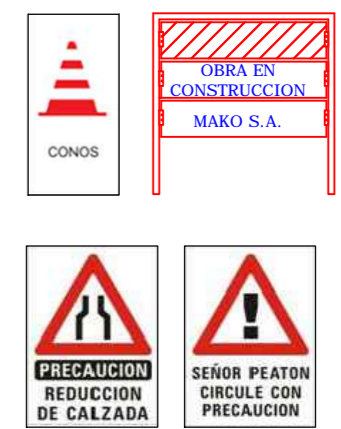 CONOS
OBRA EN
CONSTRUCCION
MAKO S.A.
PRECAUCION
REDUCCION
DE CALZADA
SEÑOR PEATON
CIRCULE CON
PRECAUCION